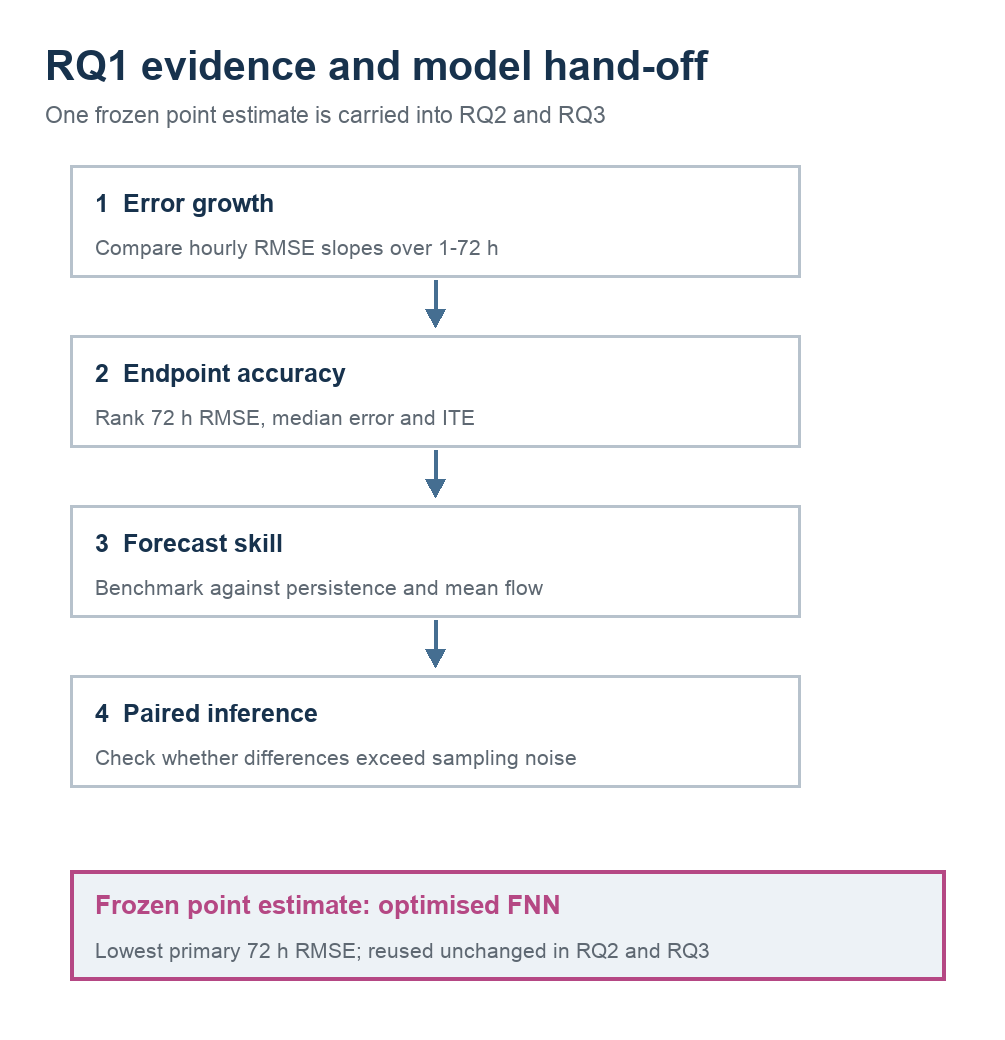 RQ1 evidence and model hand-off
One frozen point estimate is carried into RQ2 and RQ3
1 Error growth
Compare hourly RMSE slopes over 1-72 h
2 Endpoint accuracy
Rank 72 h RMSE, median error and ITE
3 Forecast skill
Benchmark against persistence and mean flow
4 Paired inference
Check whether differences exceed sampling noise
Frozen point estimate: optimised FNN
Lowest primary 72 h RMSE; reused unchanged in RQ2 and RQ3